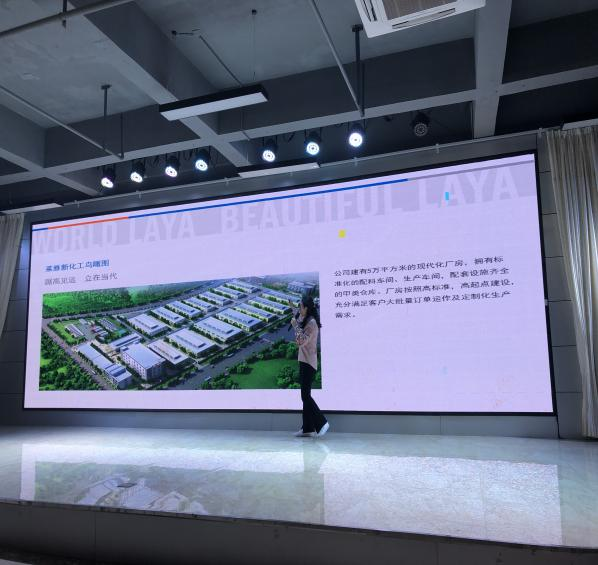 WORLD LAYA BEAUTIFUL LAYA
莱雅新化工鸟瞰图
踞高见远 立在当代
公司建有5万平方米的现代化厂房，拥有标
准化的配料车间、生产车间，配套设施齐全
的甲类仓库。厂房按照高标准，高起点建设，
充分满足客户大批量订单运作及定制化生产
需求。